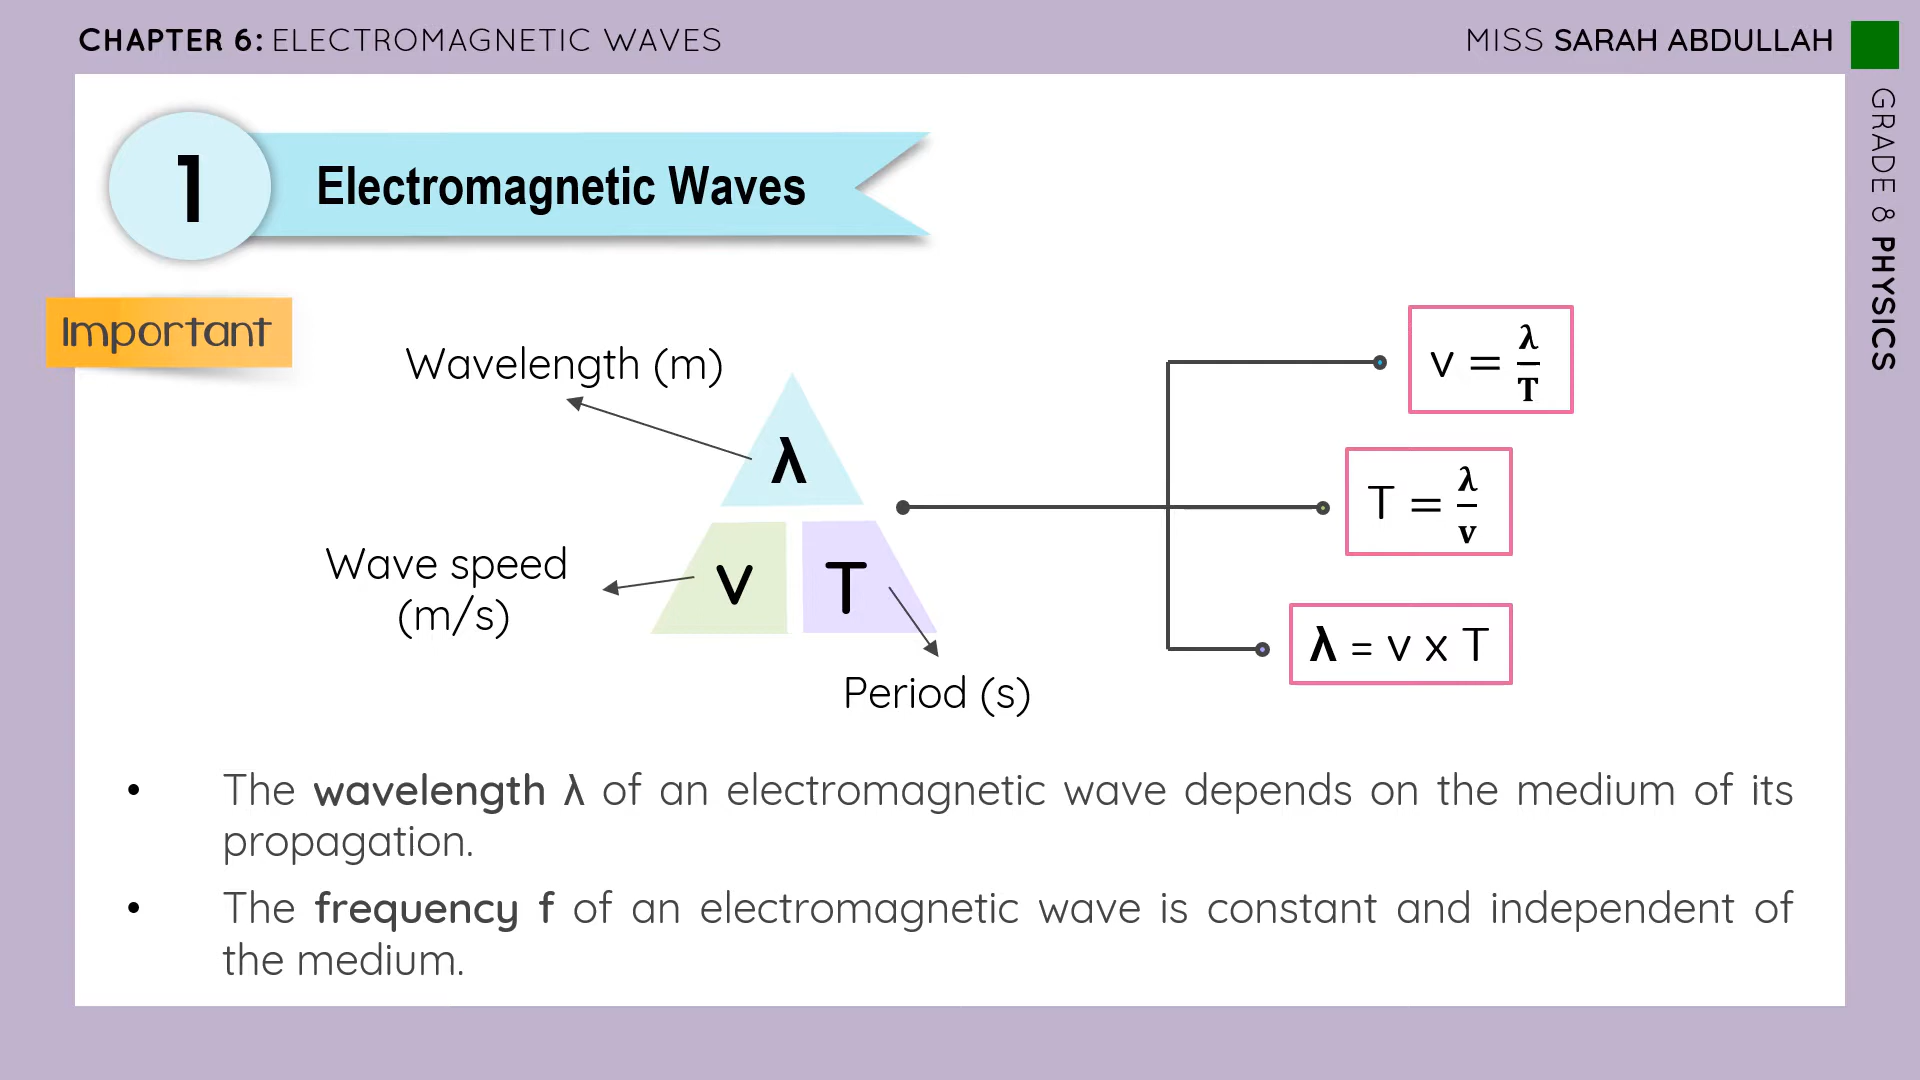 CHAPTER 6: ELECTROMAGNETIC WAVES
MISS SARAH ABDULLAH
GRADE 8 PHYSICS
1
Electromagnetic Waves
Important
Wavelength (m)
λ
Wave speed
(m/s)
v
T
Period (s)
v = λ/T
T = λ/v
λ = v x T
• The wavelength λ of an electromagnetic wave depends on the medium of its
propagation.
• The frequency f of an electromagnetic wave is constant and independent of
the medium.